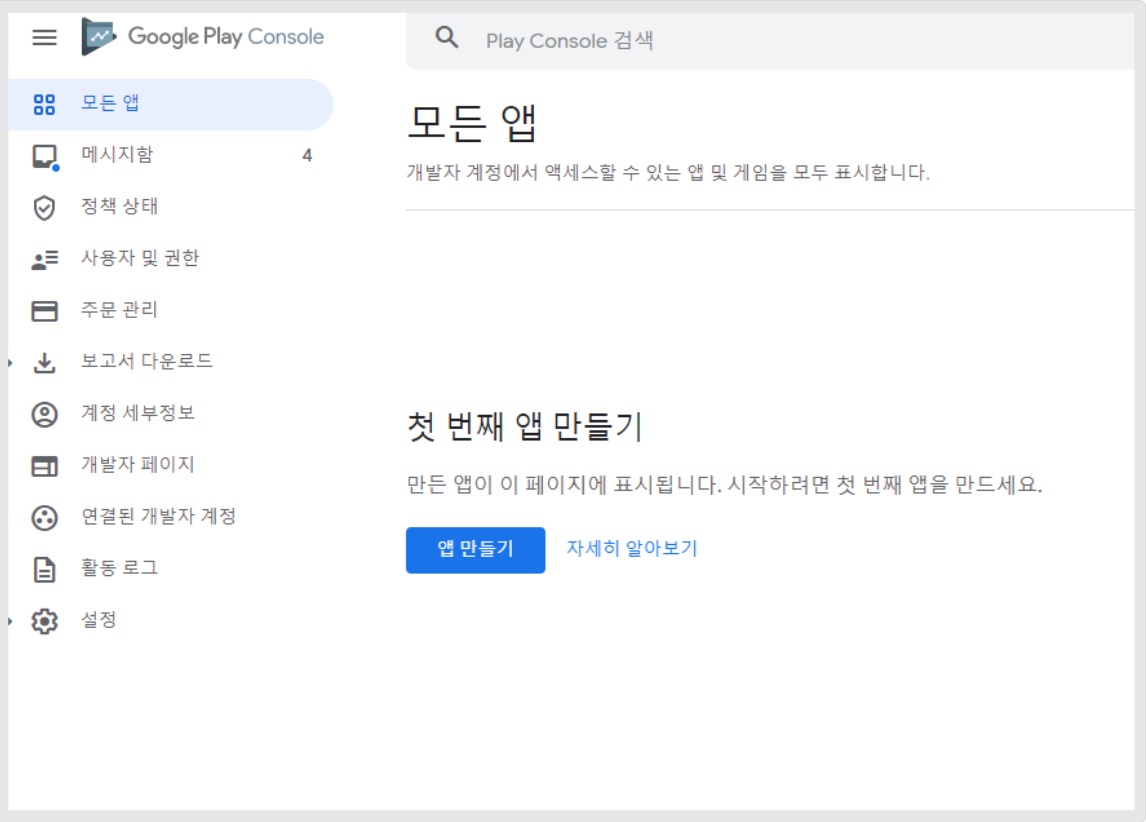 Google Play Console
Play Console 검색
모든 앱
메시지함 4
정책 상태
사용자 및 권한
주문 관리
보고서 다운로드
계정 세부정보
개발자 페이지
연결된 개발자 계정
활동 로그
설정
모든 앱
개발자 계정에서 액세스할 수 있는 앱 및 게임을 모두 표시합니다.
첫 번째 앱 만들기
만든 앱이 이 페이지에 표시됩니다. 시작하려면 첫 번째 앱을 만드세요.
앱 만들기 자세히 알아보기